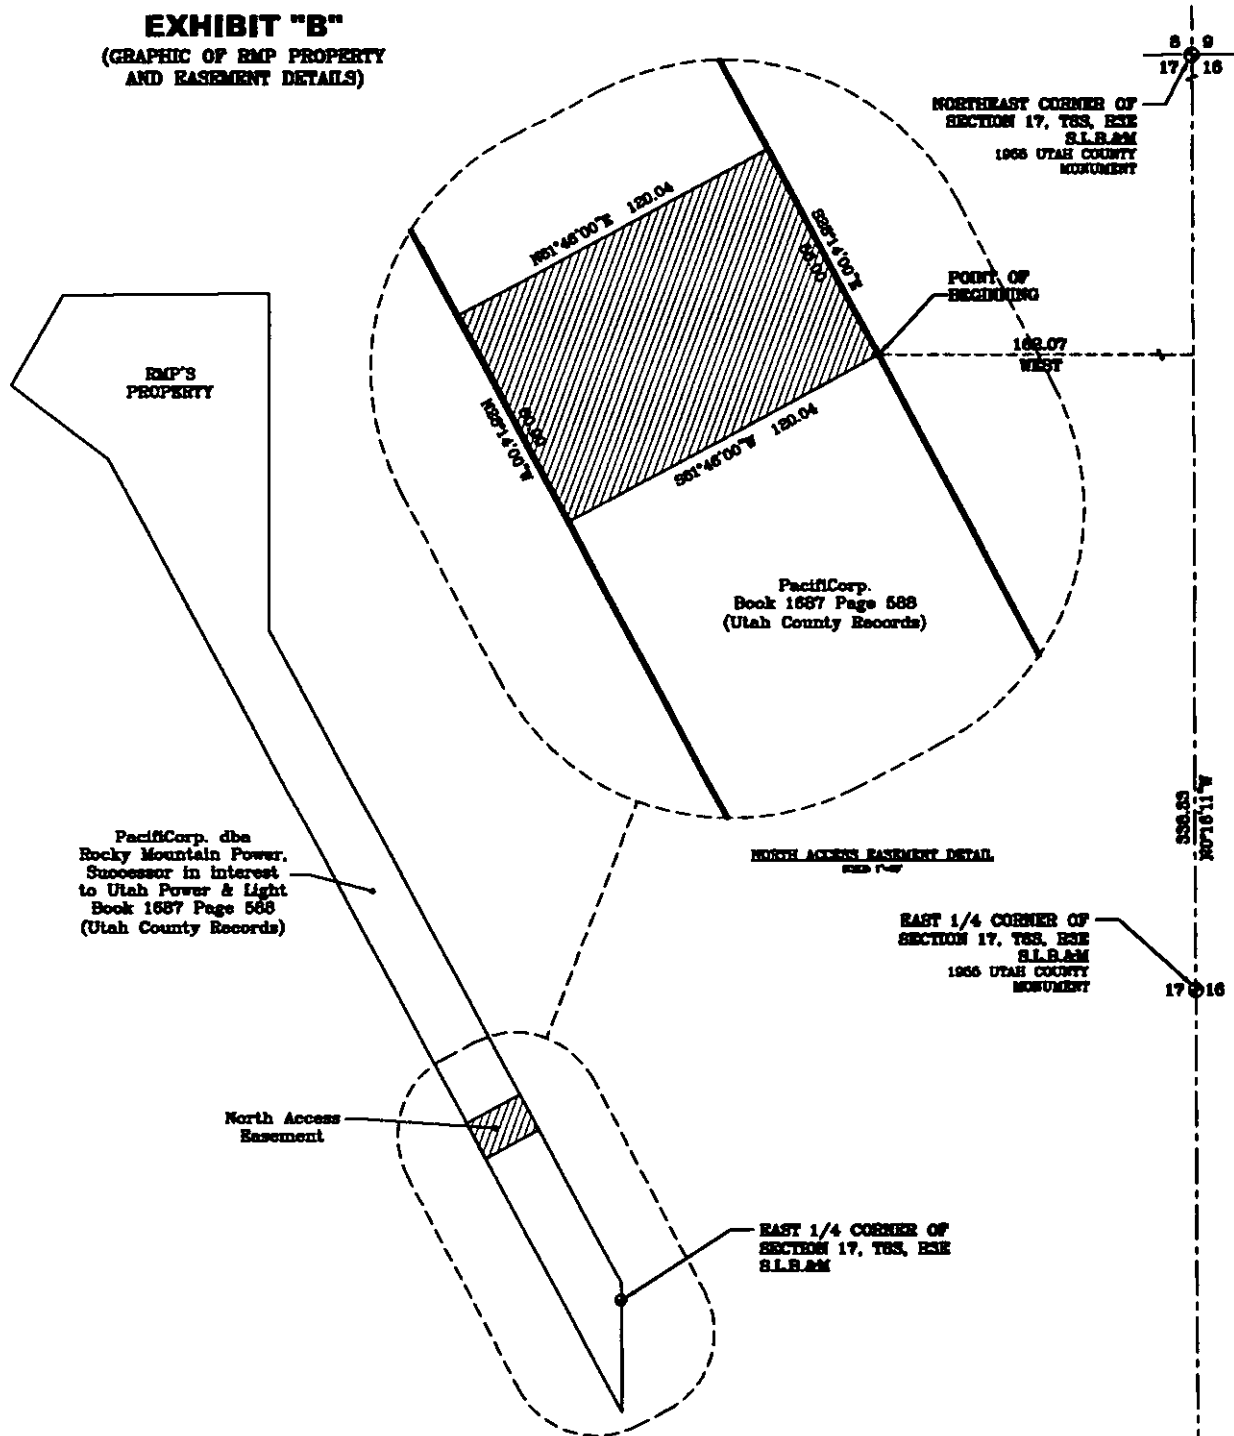 EXHIBIT "B"
(GRAPHIC OF RMP PROPERTY
AND EASEMENT DETAILS)
8 9
17 16
NORTHEAST CORNER OF
SECTION 17, T8S, R3E
S.L.B.&M
1966 UTAH COUNTY
MONUMENT
N61°46'00"E 120.04
S28°14'00"E
POINT OF
BEGINNING
WEST
RMP'S
PROPERTY
N28°14'00"W
S61°46'00"W 120.04
PacifiCorp.
Book 1687 Page 588
(Utah County Records)
N0°16'11"W
PacifiCorp. dba
Rocky Mountain Power,
Successor in interest
to Utah Power & Light
Book 1687 Page 588
(Utah County Records)
NORTH ACCESS EASEMENT DETAIL
EAST 1/4 CORNER OF
SECTION 17, T8S, R3E
S.L.B.&M
1966 UTAH COUNTY
MONUMENT
17 16
North Access
Easement
EAST 1/4 CORNER OF
SECTION 17, T8S, R3E
S.L.B.&M